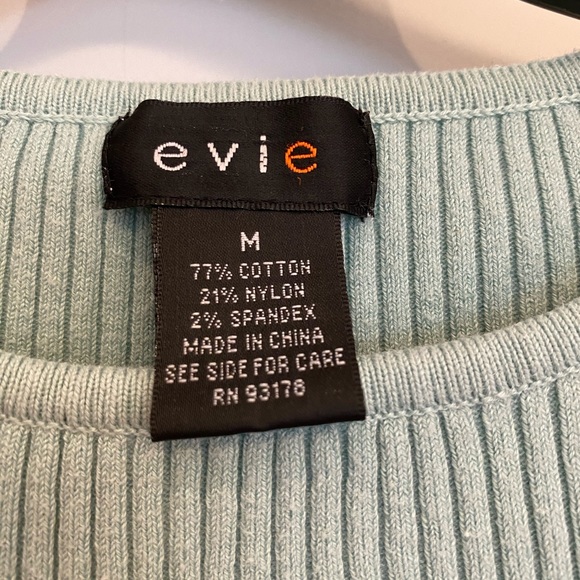 evie
M
77% COTTON
21% NYLON
2% SPANDEX
MADE IN CHINA
SEE SIDE FOR CARE
RN 93178